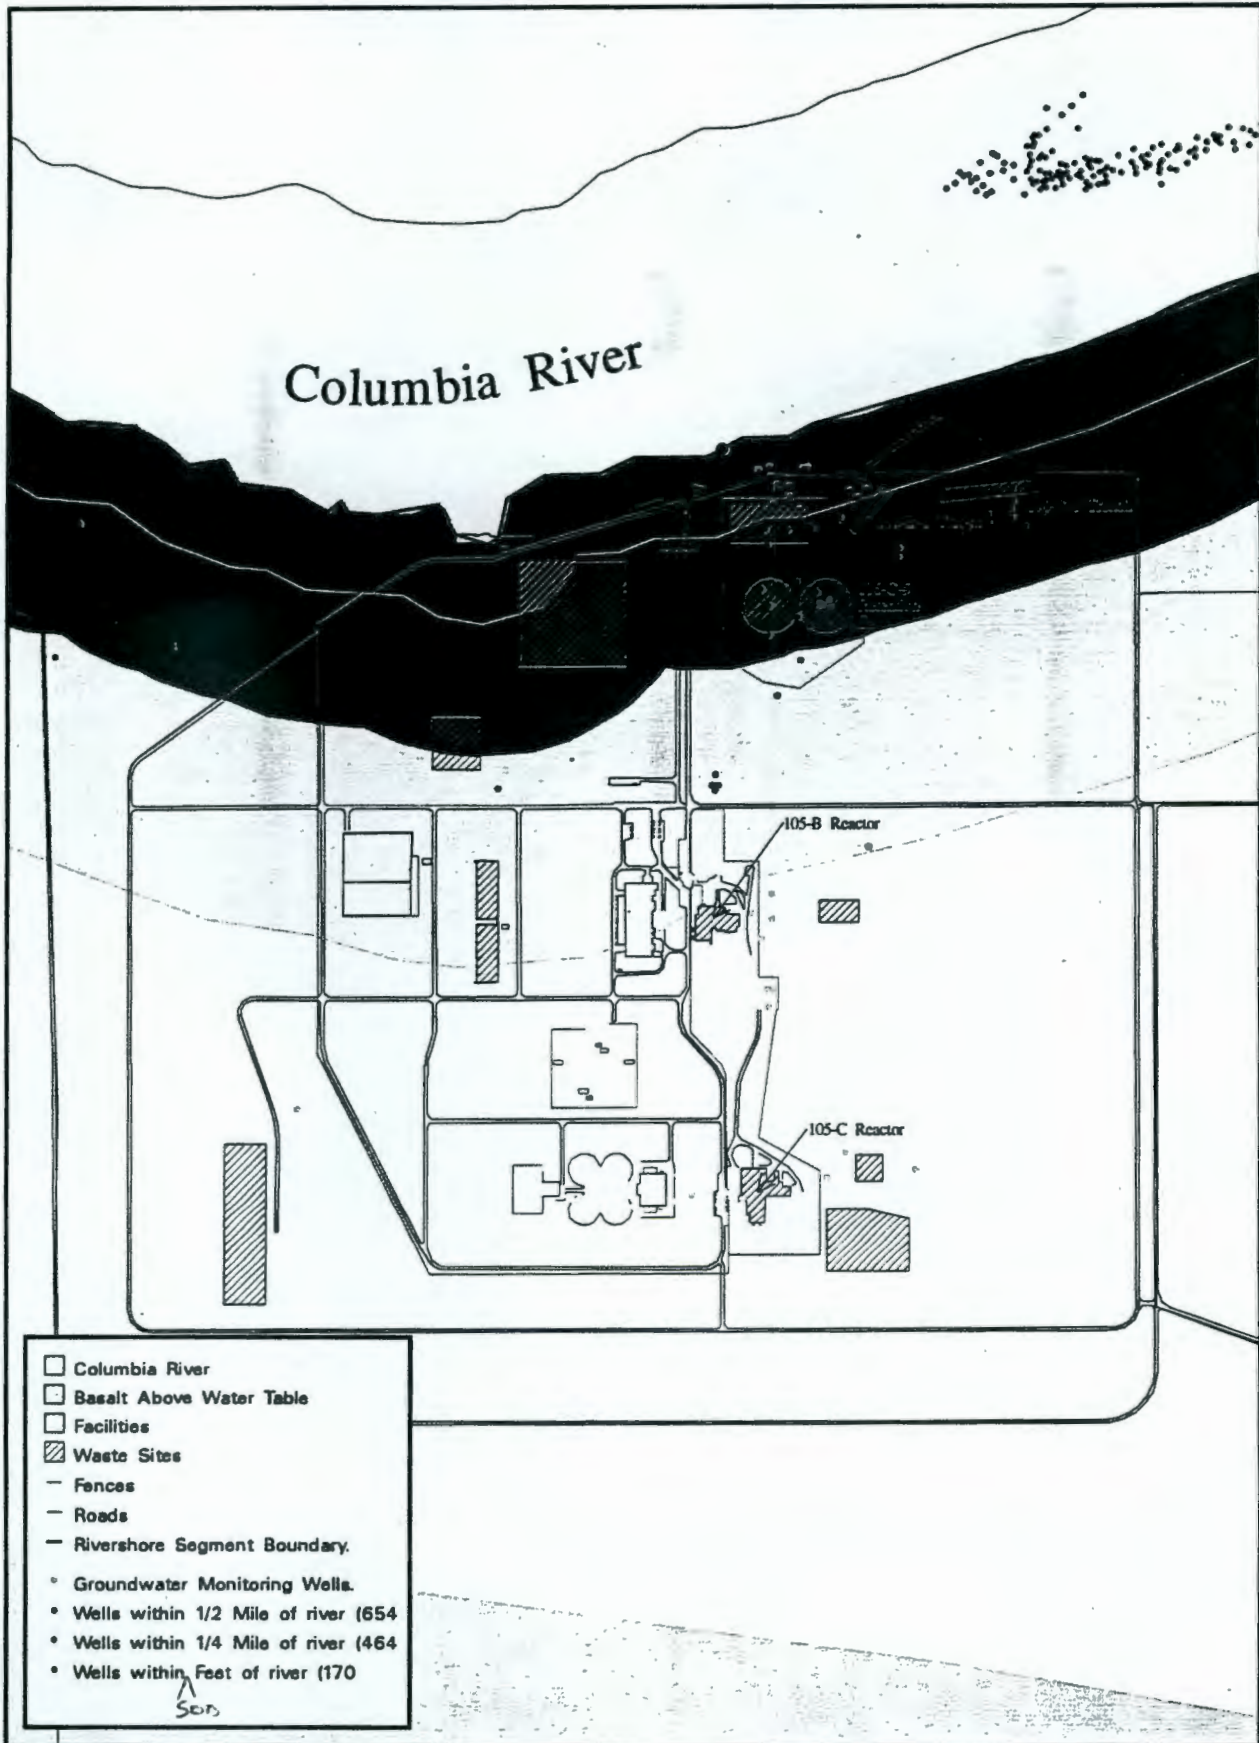 Columbia River
105-B Reactor
105-C Reactor
Columbia River
Basalt Above Water Table
Facilities
Waste Sites
Fences
Roads
Rivershore Segment Boundary.
Groundwater Monitoring Wells.
Wells within 1/2 Mile of river (654
Wells within 1/4 Mile of river (464
Wells within Feet of river (170